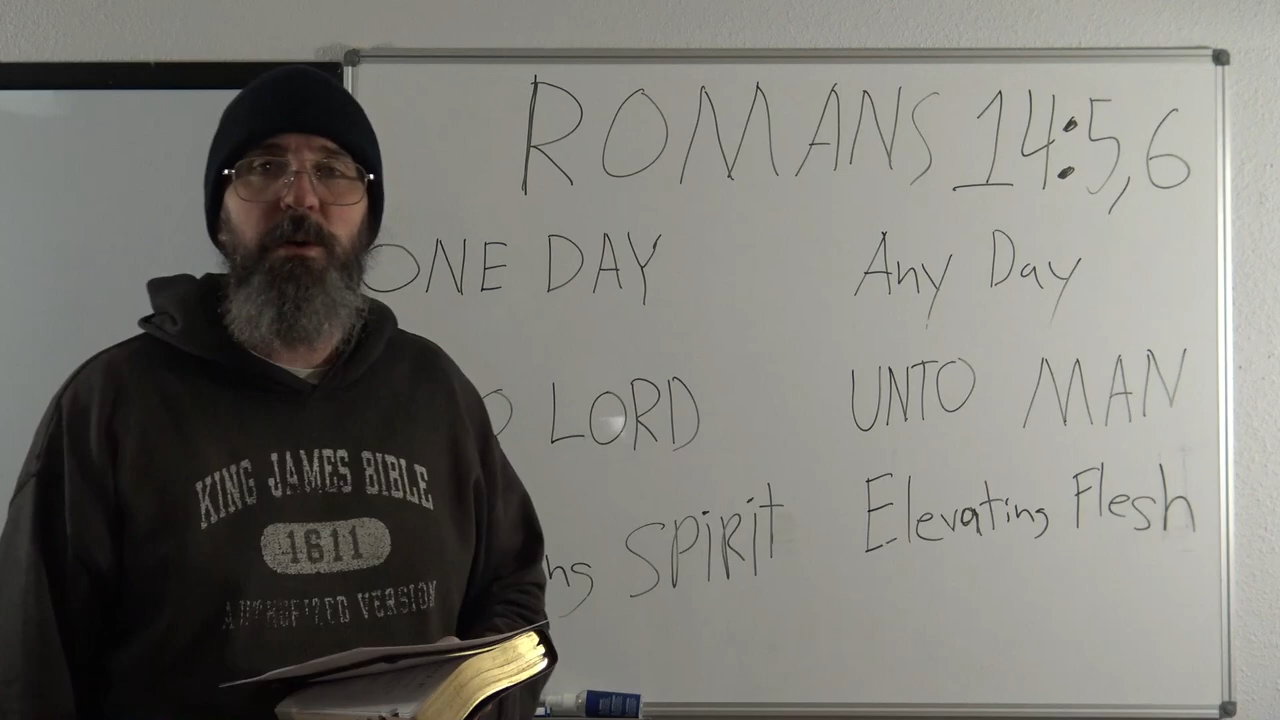 ROMANS 14:5,6
ONE DAY
Any Day
LORD
UNTO MAN
SPIRIT
Elevating Flesh
KING JAMES BIBLE
1611
AUTHORIZED VERSION